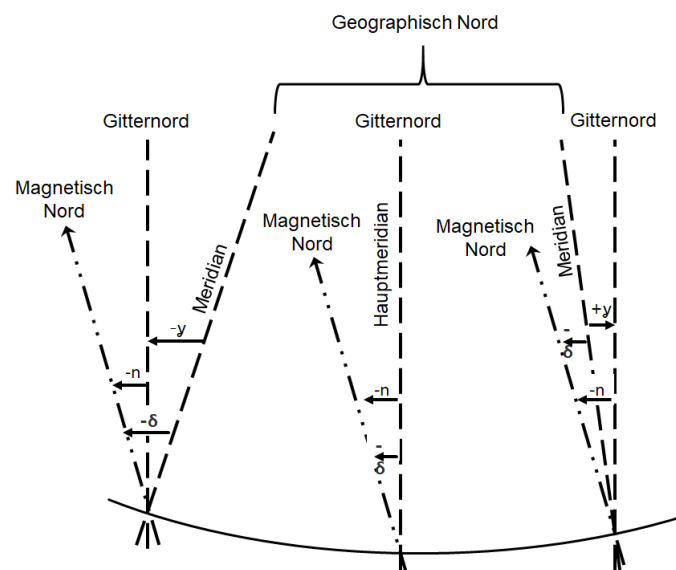 Geographisch Nord
Gitternord
Gitternord
Gitternord
Magnetisch
Nord
Magnetisch
Nord
Magnetisch
Nord
Meridian
Hauptmeridian
Meridian
-y
+y
-
δ
-n
-n
-n
-δ
-
δ